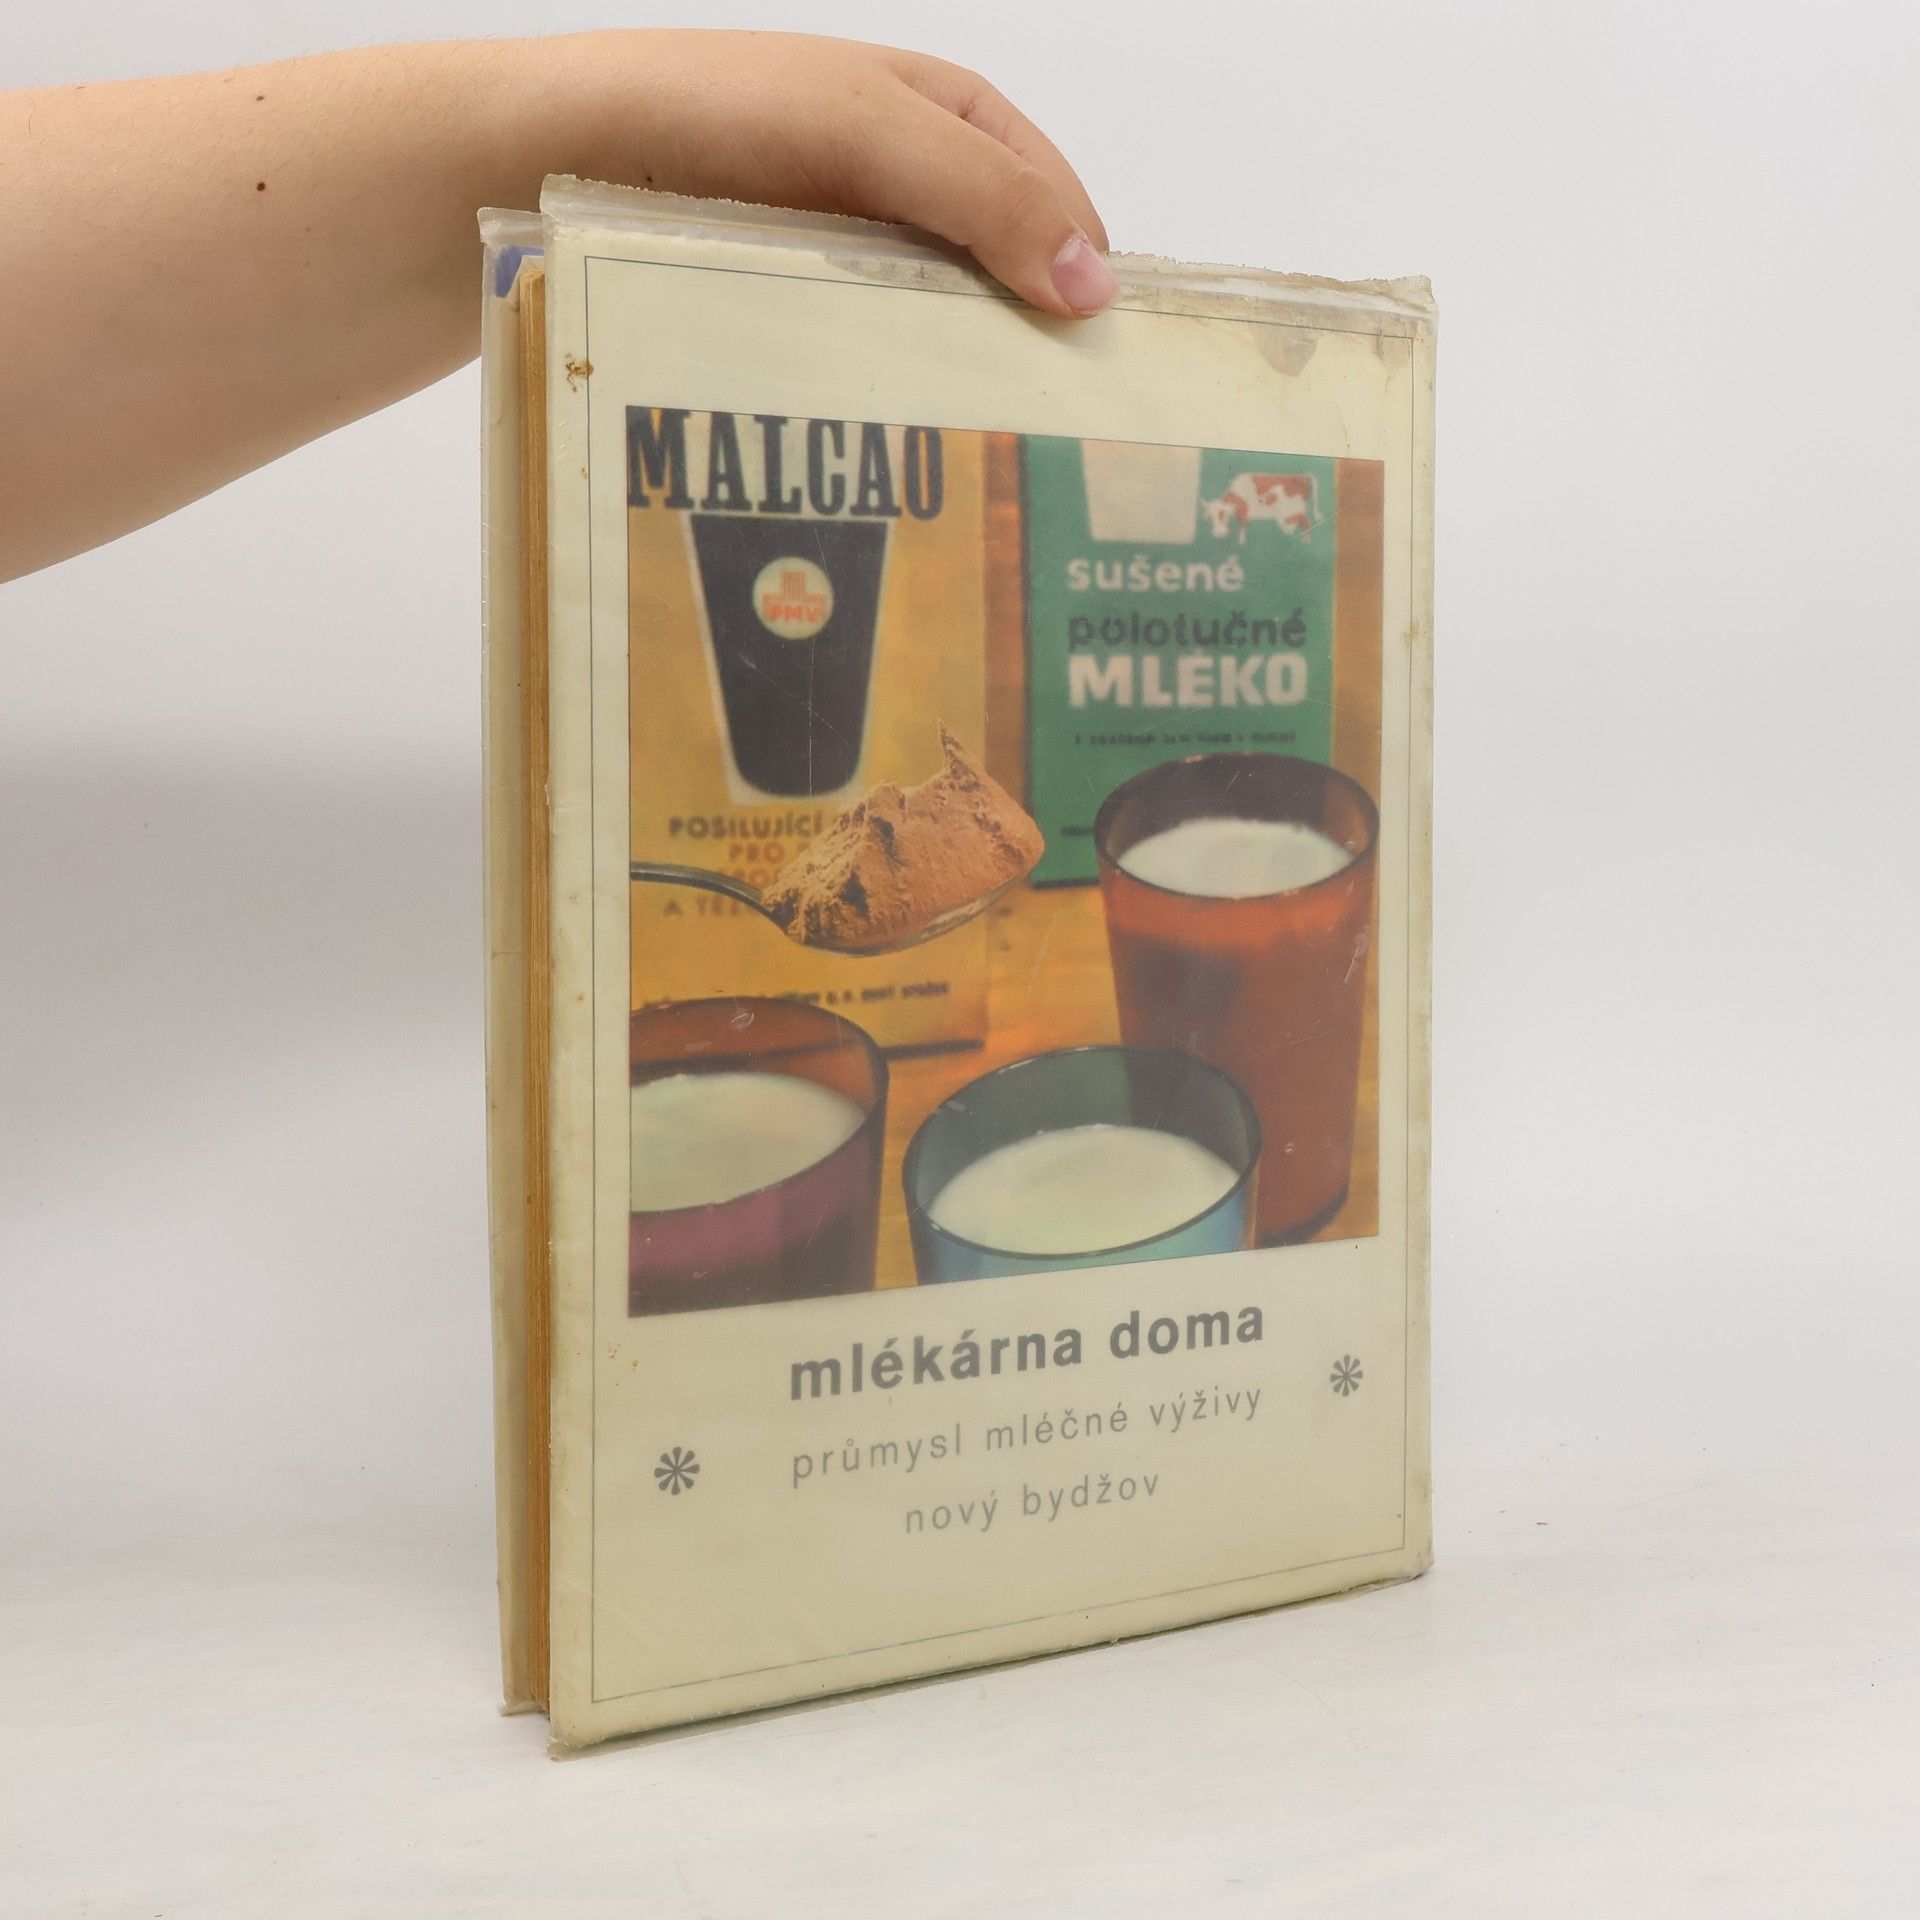 MALCAO
PMV
POSILUJÍCÍ
PRO
sušené
polotučné
MLÉKO
mlékárna doma
průmysl mléčné výživy
nový bydžov